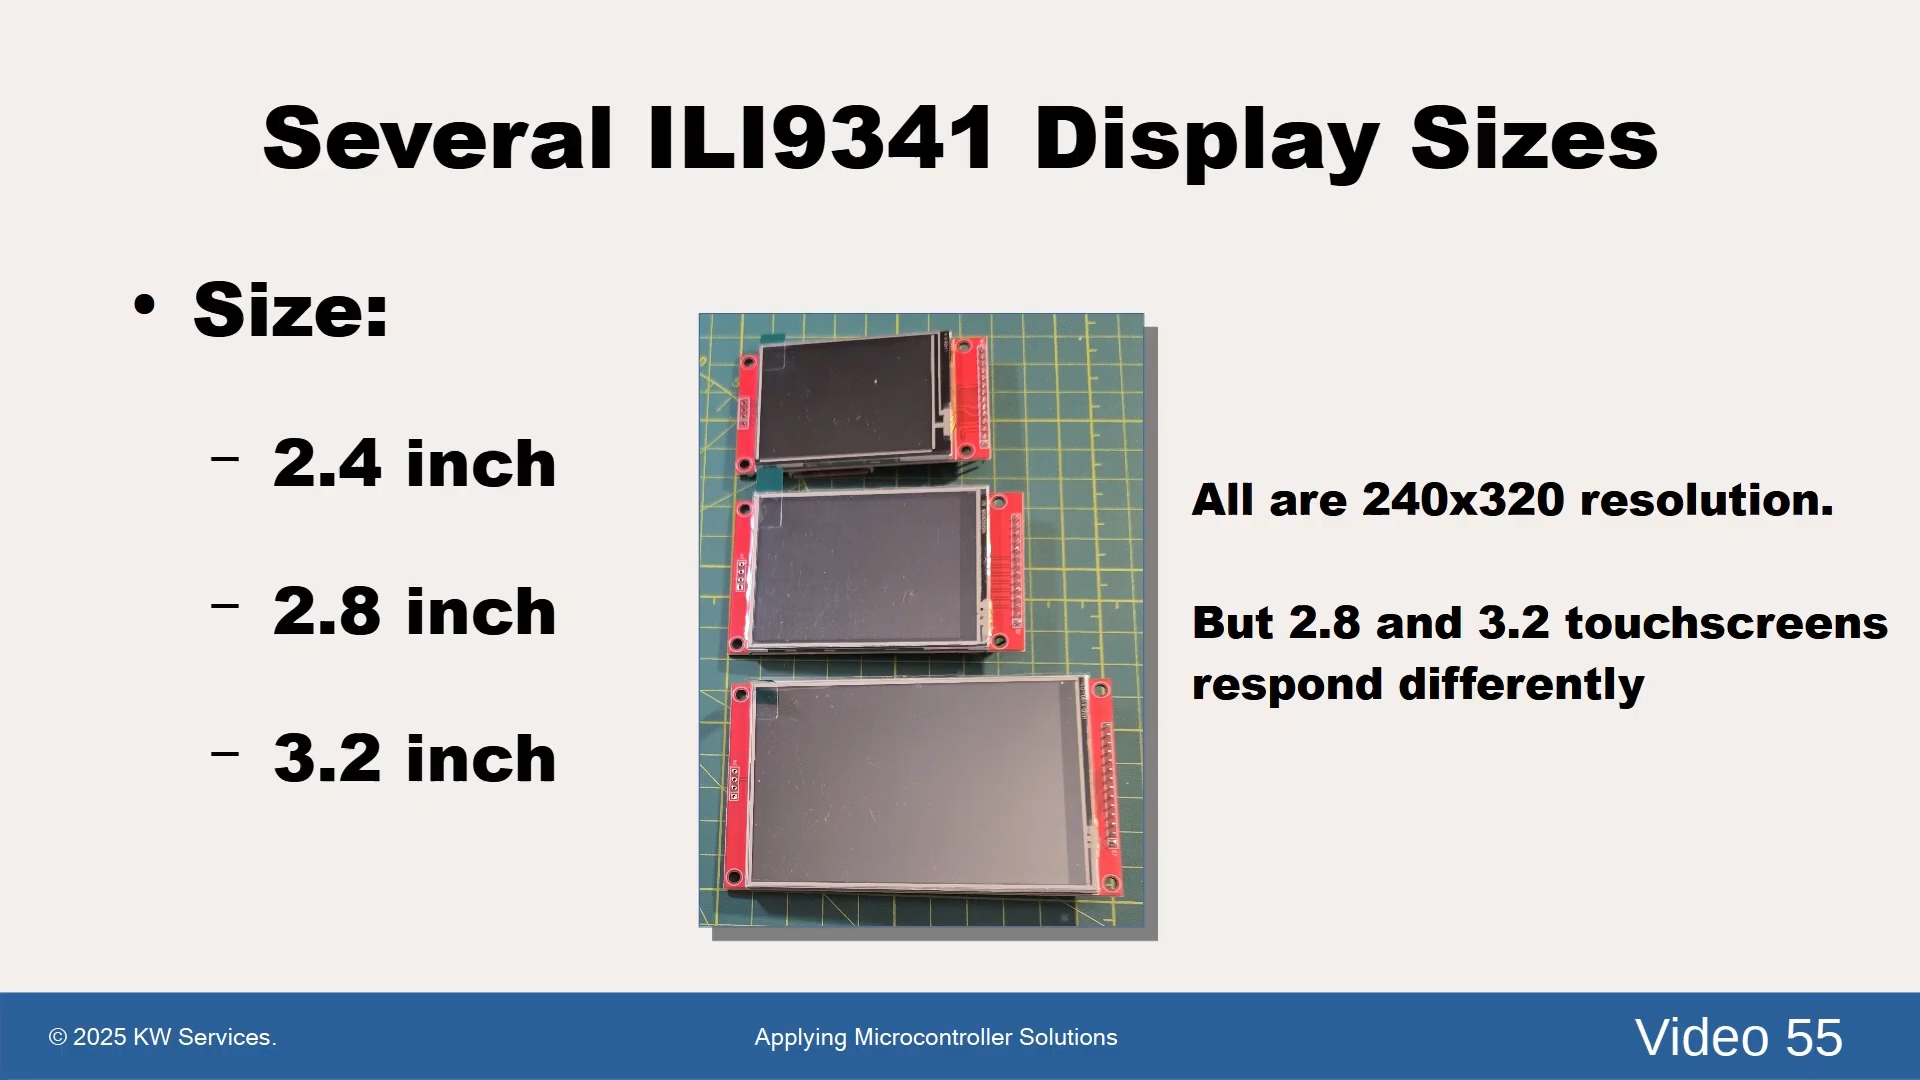 Several ILI9341 Display Sizes
• Size:
– 2.4 inch
– 2.8 inch
– 3.2 inch
All are 240x320 resolution.
But 2.8 and 3.2 touchscreens
respond differently
© 2025 KW Services.
Applying Microcontroller Solutions
Video 55